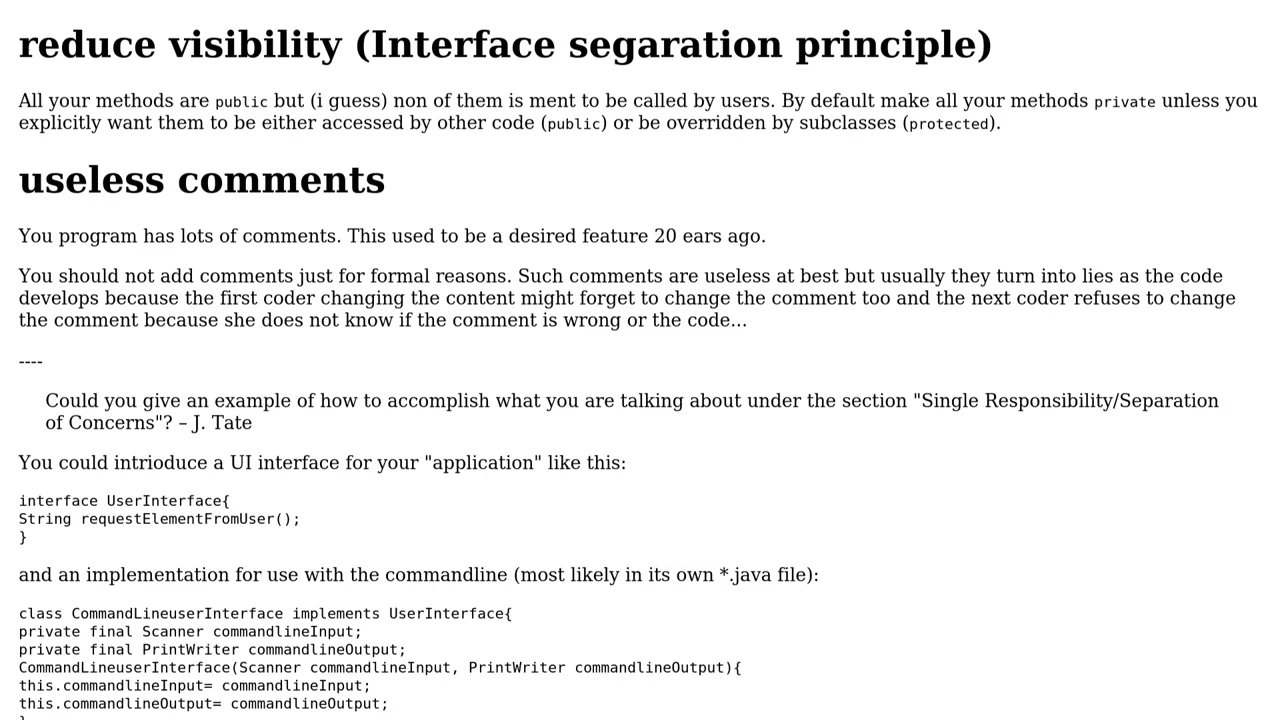 reduce visibility (Interface segaration principle)
All your methods are public but (i guess) non of them is ment to be called by users. By default make all your methods private unless you
explicitly want them to be either accessed by other code (public) or be overridden by subclasses (protected).
useless comments
You program has lots of comments. This used to be a desired feature 20 ears ago.
You should not add comments just for formal reasons. Such comments are useless at best but usually they turn into lies as the code
develops because the first coder changing the content might forget to change the comment too and the next coder refuses to change
the comment because she does not know if the comment is wrong or the code...
----
Could you give an example of how to accomplish what you are talking about under the section "Single Responsibility/Separation
of Concerns"? – J. Tate
You could intrioduce a UI interface for your "application" like this:
interface UserInterface{
String requestElementFromUser();
}
and an implementation for use with the commandline (most likely in its own *.java file):
class CommandLineuserInterface implements UserInterface{
private final Scanner commandlineInput;
private final PrintWriter commandlineOutput;
CommandLineuserInterface(Scanner commandlineInput, PrintWriter commandlineOutput){
this.commandlineInput= commandlineInput;
this.commandlineOutput= commandlineOutput;
}